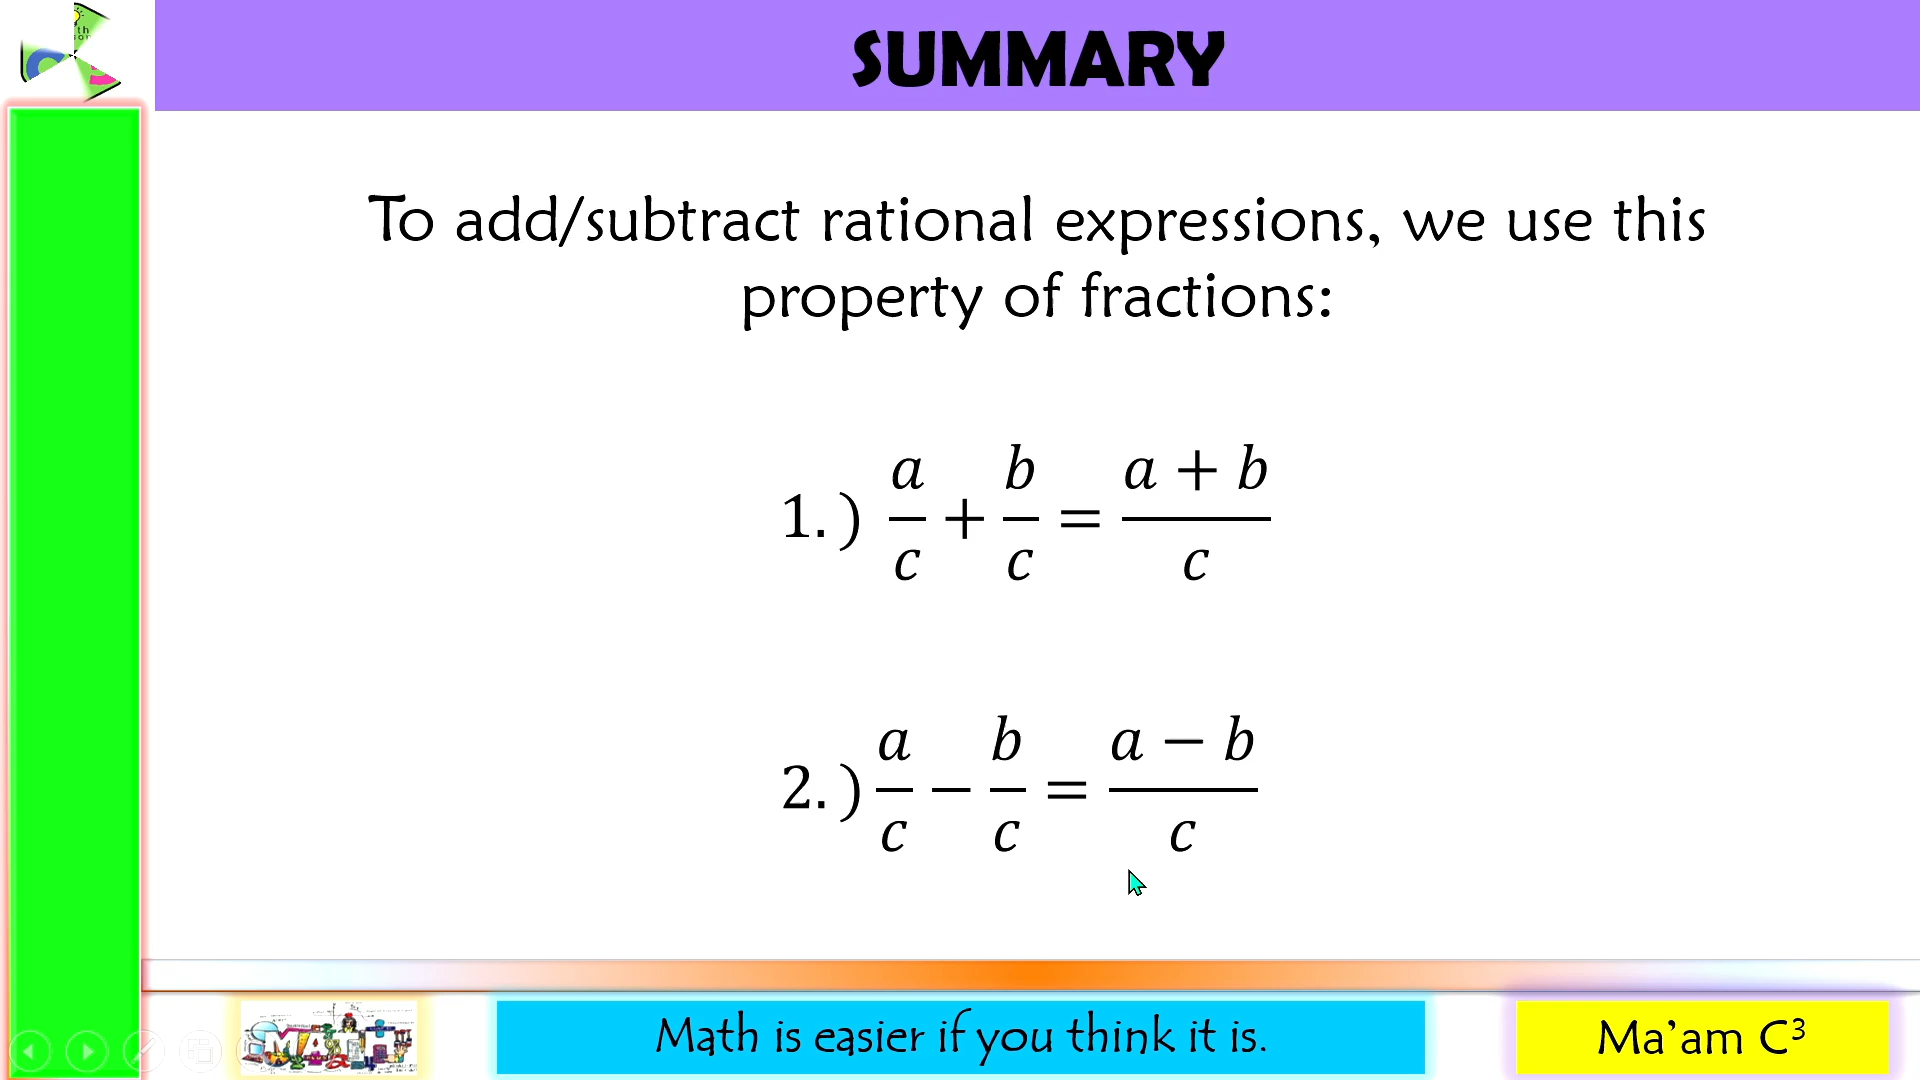 SUMMARY
To add/subtract rational expressions, we use this
property of fractions:
1.) a/c + b/c = (a + b)/c
2.) a/c − b/c = (a − b)/c
MATH
Math is easier if you think it is.
Ma’am C³